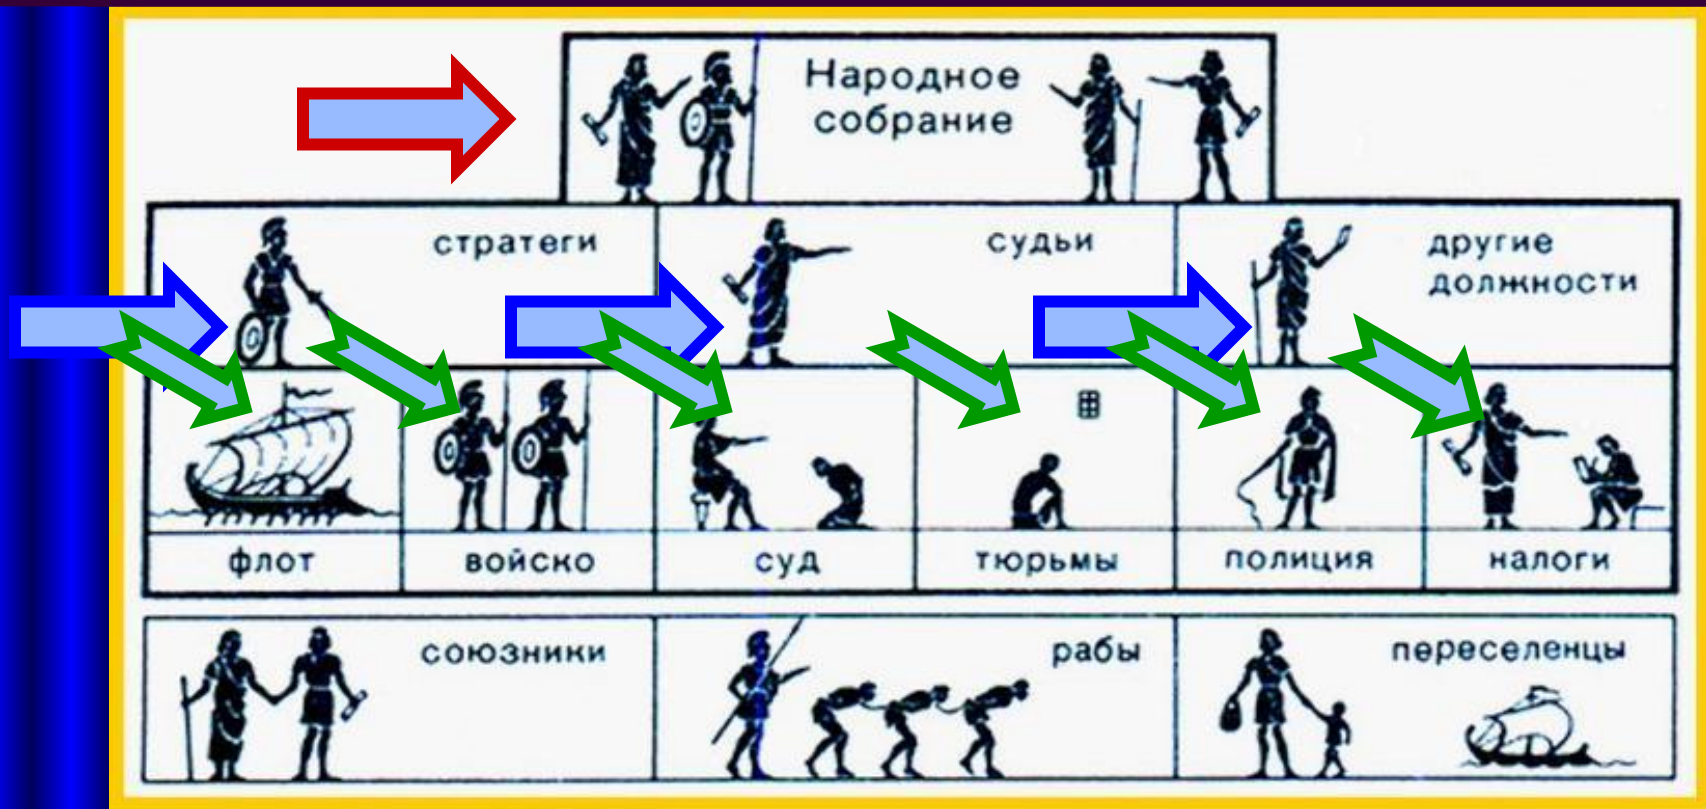 Народное
собрание
стратеги
судьи
другие
должности
флот
войско
суд
тюрьмы
полиция
налоги
союзники
рабы
переселенцы